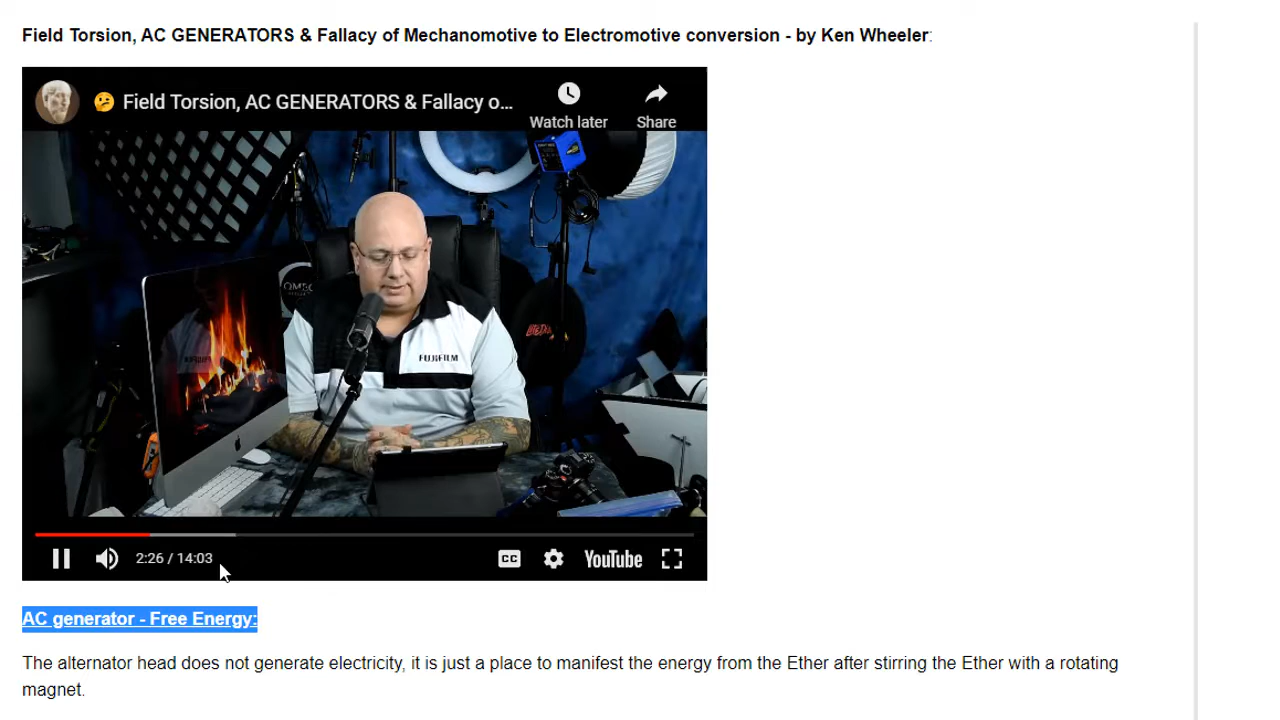 Field Torsion, AC GENERATORS & Fallacy of Mechanomotive to Electromotive conversion - by Ken Wheeler:
🤔 Field Torsion, AC GENERATORS & Fallacy o...
Watch later
Share
FUJIFILM
2:26 / 14:03
CC
YouTube
AC generator - Free Energy:
The alternator head does not generate electricity, it is just a place to manifest the energy from the Ether after stirring the Ether with a rotating
magnet.